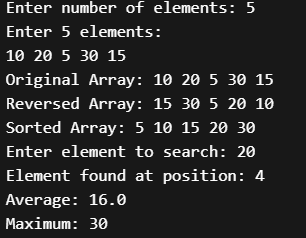 Enter number of elements: 5
Enter 5 elements:
10 20 5 30 15
Original Array: 10 20 5 30 15
Reversed Array: 15 30 5 20 10
Sorted Array: 5 10 15 20 30
Enter element to search: 20
Element found at position: 4
Average: 16.0
Maximum: 30